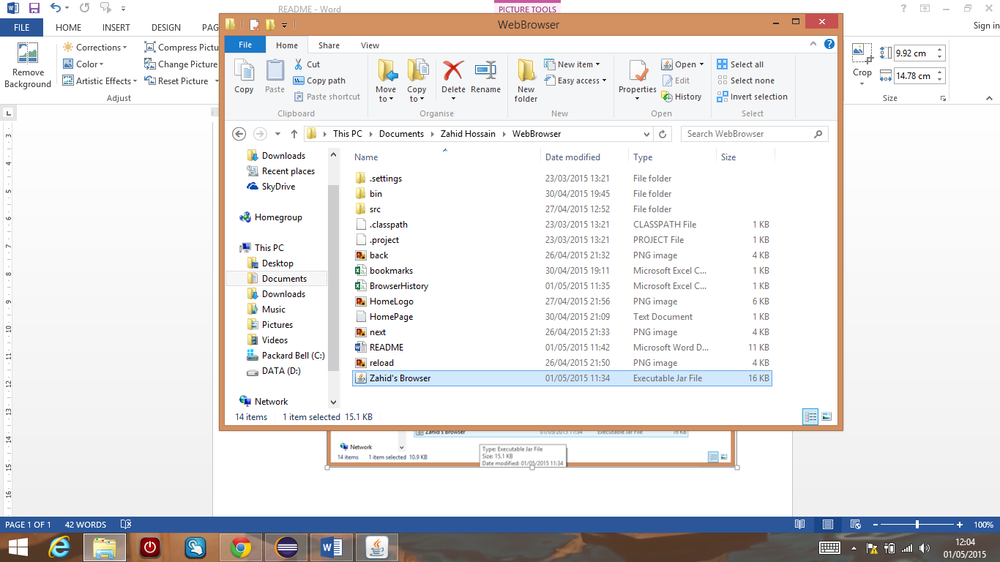 README - Word
PICTURE TOOLS
FILE HOME INSERT DESIGN PAG
Sign in
Remove Background
Corrections
Color
Artistic Effects
Compress Pictu
Change Picture
Reset Picture
Adjust
Crop
9.92 cm
14.78 cm
Size
WebBrowser
File Home Share View
Copy
Paste
Cut
Copy path
Paste shortcut
Clipboard
Move to
Copy to
Delete
Rename
Organise
New folder
New item
Easy access
New
Properties
Open
Edit
History
Open
Select all
Select none
Invert selection
Select
This PC Documents Zahid Hossain WebBrowser
Search WebBrowser
Downloads
Recent places
SkyDrive
Homegroup
This PC
Desktop
Documents
Downloads
Music
Pictures
Videos
Packard Bell (C:)
DATA (D:)
Network
Name Date modified Type Size
.settings 23/03/2015 13:21 File folder
bin 30/04/2015 19:45 File folder
src 27/04/2015 12:52 File folder
.classpath 23/03/2015 13:21 CLASSPATH File 1 KB
.project 23/03/2015 13:21 PROJECT File 1 KB
back 26/04/2015 21:32 PNG image 4 KB
bookmarks 30/04/2015 19:11 Microsoft Excel C... 1 KB
BrowserHistory 01/05/2015 11:35 Microsoft Excel C... 1 KB
HomeLogo 27/04/2015 21:56 PNG image 6 KB
HomePage 30/04/2015 21:09 Text Document 1 KB
next 26/04/2015 21:33 PNG image 4 KB
README 01/05/2015 11:42 Microsoft Word D... 11 KB
reload 26/04/2015 21:50 PNG image 4 KB
Zahid's Browser 01/05/2015 11:34 Executable Jar File 16 KB
14 items 1 item selected 15.1 KB
Zahid's Browser 01/05/2015 11:34 Executable Jar File 16 KB
Network
14 items 1 item selected 10.9 KB
Type: Executable Jar File
Size: 15.1 KB
Date modified: 01/05/2015 11:34
3
4
5
6
7
8
9
10
11
12
13
14
15
16
PAGE 1 OF 1 42 WORDS
100%
12:04
01/05/2015